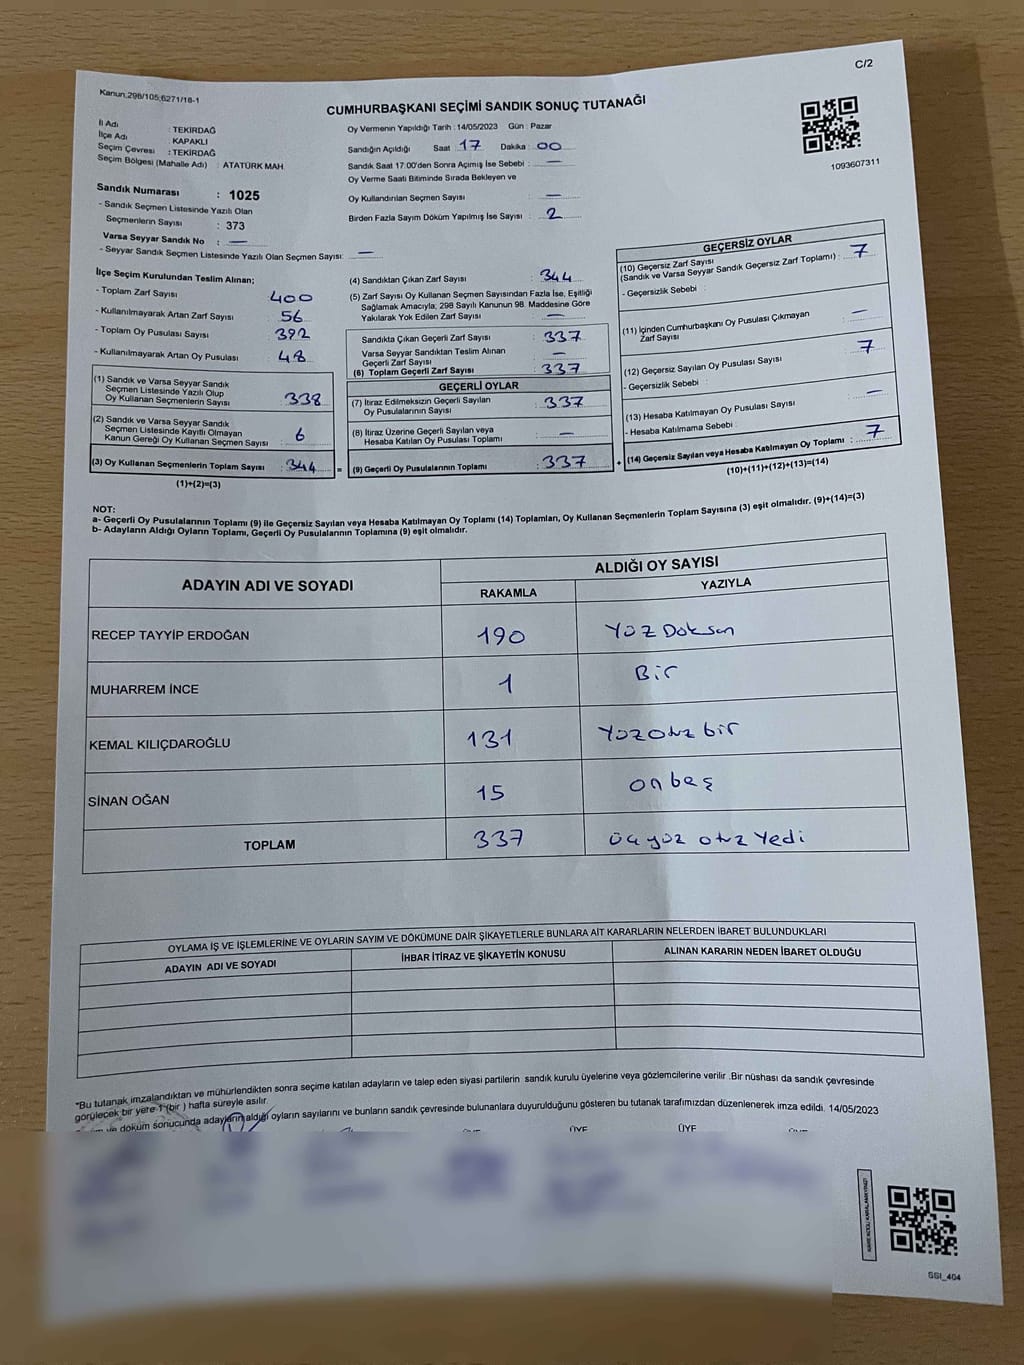 C/2
Kanun:298/105;6271/18-1
CUMHURBAŞKANI SEÇİMİ SANDIK SONUÇ TUTANAĞI
1093607311
İl Adı : TEKİRDAĞ
İlçe Adı : KAPAKLI
Seçim Çevresi : TEKİRDAĞ
Seçim Bölgesi (Mahalle Adı) : ATATÜRK MAH.
Sandık Numarası : 1025
- Sandık Seçmen Listesinde Yazılı Olan
Seçmenlerin Sayısı : 373
Varsa Seyyar Sandık No : —
- Seyyar Sandık Seçmen Listesinde Yazılı Olan Seçmen Sayısı: —
Oy Vermenin Yapıldığı Tarih : 14/05/2023 Gün : Pazar
Sandığın Açıldığı Saat 17 Dakika : 00
Sandık Saat 17:00'den Sonra Açılmış İse Sebebi : —
Oy Verme Saati Bitiminde Sırada Bekleyen ve
Oy Kullandırılan Seçmen Sayısı : —
Birden Fazla Sayım Döküm Yapılmış İse Sayısı : 2
İlçe Seçim Kurulundan Teslim Alınan;
- Toplam Zarf Sayısı : 400
- Kullanılmayarak Artan Zarf Sayısı : 56
- Toplam Oy Pusulası Sayısı : 392
- Kullanılmayarak Artan Oy Pusulası : 48
(1) Sandık ve Varsa Seyyar Sandık
Seçmen Listesinde Yazılı Olup
Oy Kullanan Seçmenlerin Sayısı : 338
(2) Sandık ve Varsa Seyyar Sandık
Seçmen Listesinde Kayıtlı Olmayan
Kanun Gereği Oy Kullanan Seçmen Sayısı : 6
(3) Oy Kullanan Seçmenlerin Toplam Sayısı : 344
(1)+(2)=(3)
(4) Sandıktan Çıkan Zarf Sayısı : 344
(5) Zarf Sayısı Oy Kullanan Seçmen Sayısından Fazla İse, Eşitliği
Sağlamak Amacıyla; 298 Sayılı Kanunun 98. Maddesine Göre
Yakılarak Yok Edilen Zarf Sayısı : —
Sandıkta Çıkan Geçerli Zarf Sayısı : 337
Varsa Seyyar Sandıktan Teslim Alınan
Geçerli Zarf Sayısı : —
(6) Toplam Geçerli Zarf Sayısı : 337
GEÇERLİ OYLAR
(7) İtiraz Edilmeksizin Geçerli Sayılan
Oy Pusulalarının Sayısı : 337
(8) İtiraz Üzerine Geçerli Sayılan veya
Hesaba Katılan Oy Pusulası Toplamı : —
= (9) Geçerli Oy Pusulalarının Toplamı : 337
GEÇERSİZ OYLAR
(10) Geçersiz Zarf Sayısı
(Sandık ve Varsa Seyyar Sandık Geçersiz Zarf Toplamı) : 7
- Geçersizlik Sebebi :
(11) İçinden Cumhurbaşkanı Oy Pusulası Çıkmayan
Zarf Sayısı : —
(12) Geçersiz Sayılan Oy Pusulası Sayısı 7
- Geçersizlik Sebebi :
(13) Hesaba Katılmayan Oy Pusulası Sayısı : —
- Hesaba Katılmama Sebebi :
+ (14) Geçersiz Sayılan veya Hesaba Katılmayan Oy Toplamı : 7
(10)+(11)+(12)+(13)=(14)
NOT:
a- Geçerli Oy Pusulalarının Toplamı (9) ile Geçersiz Sayılan veya Hesaba Katılmayan Oy Toplamı (14) Toplamları, Oy Kullanan Seçmenlerin Toplam Sayısına (3) eşit olmalıdır. (9)+(14)=(3)
b- Adayların Aldığı Oyların Toplamı, Geçerli Oy Pusulalarının Toplamına (9) eşit olmalıdır.
ADAYIN ADI VE SOYADI
ALDIĞI OY SAYISI
RAKAMLA YAZIYLA
RECEP TAYYİP ERDOĞAN 190 Yüz Doksan
MUHARREM İNCE 1 Bir
KEMAL KILIÇDAROĞLU 131 Yüz otuz bir
SİNAN OĞAN 15 on beş
TOPLAM 337 üç yüz otuz Yedi
OYLAMA İŞ VE İŞLEMLERİNE VE OYLARIN SAYIM VE DÖKÜMÜNE DAİR ŞİKAYETLERLE BUNLARA AİT KARARLARIN NELERDEN İBARET BULUNDUKLARI
ADAYIN ADI VE SOYADI İHBAR İTİRAZ VE ŞİKAYETİN KONUSU ALINAN KARARIN NEDEN İBARET OLDUĞU
*Bu tutanak imzalandıktan ve mühürlendikten sonra seçime katılan adayların ve talep eden siyasi partilerin sandık kurulu üyelerine veya gözlemcilerine verilir .Bir nüshası da sandık çevresinde
görülecek bir yere 1 (bir ) hafta süreyle asılır.
ve döküm sonucunda adayların aldığı oyların sayılarını ve bunların sandık çevresinde bulunanlara duyurulduğunu gösteren bu tutanak tarafımızdan düzenlenerek imza edildi. 14/05/2023
ÜYE ÜYE
SSI_404